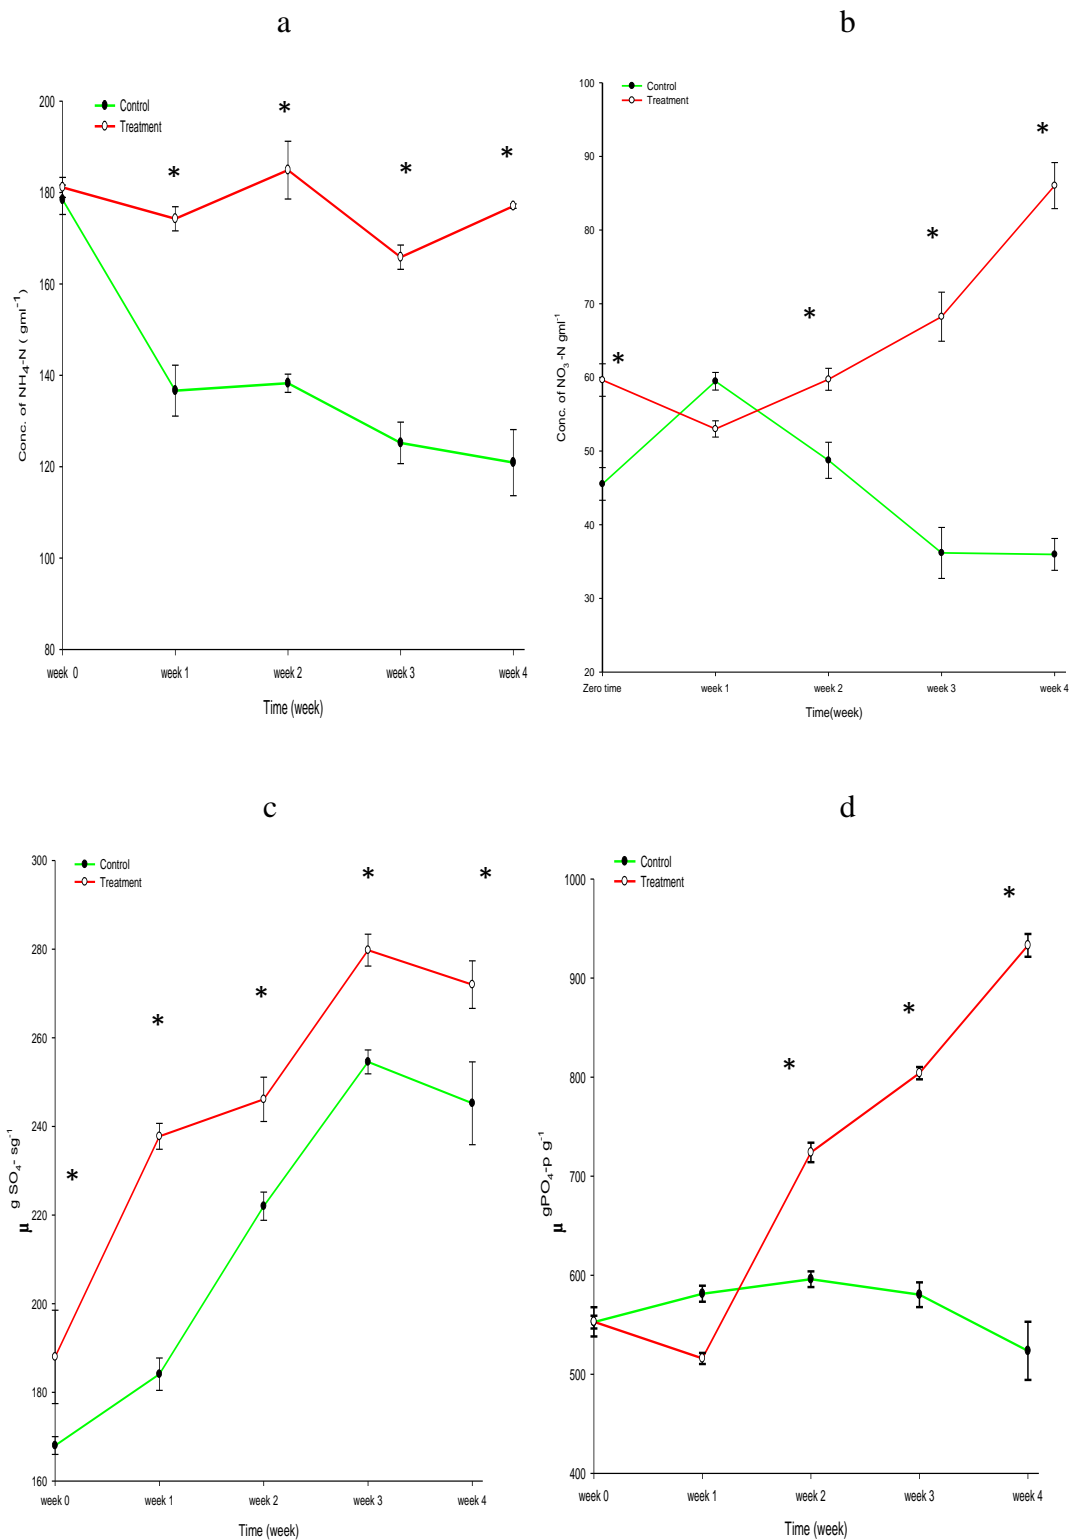 a
b
Control
Treatment
*
*
*
*
200
180
160
140
120
100
80
Conc. of NH₄-N ( gml⁻¹)
week 0
week 1
week 2
week 3
week 4
Time (week)
Control
Treatment
*
*
*
*
100
90
80
70
60
50
40
30
20
Conc. of NO₃-N gml⁻¹
Zero time
week 1
week 2
week 3
week 4
Time(week)
c
d
Control
Treatment
*
*
*
*
*
300
280
260
240
220
200
180
160
µ g SO₄- sg⁻¹
week 0
week 1
week 2
week 3
week 4
Time (week)
Control
Treatment
*
*
*
1000
900
800
700
600
500
400
µ gPO₄-p g⁻¹
week 0
week 1
week 2
week 3
week 4
Time (week)